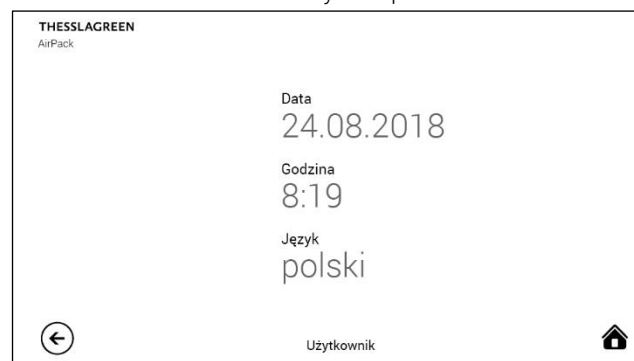 THESSLAGREEN
AirPack
Data
24.08.2018
Godzina
8:19
Język
polski
Użytkownik